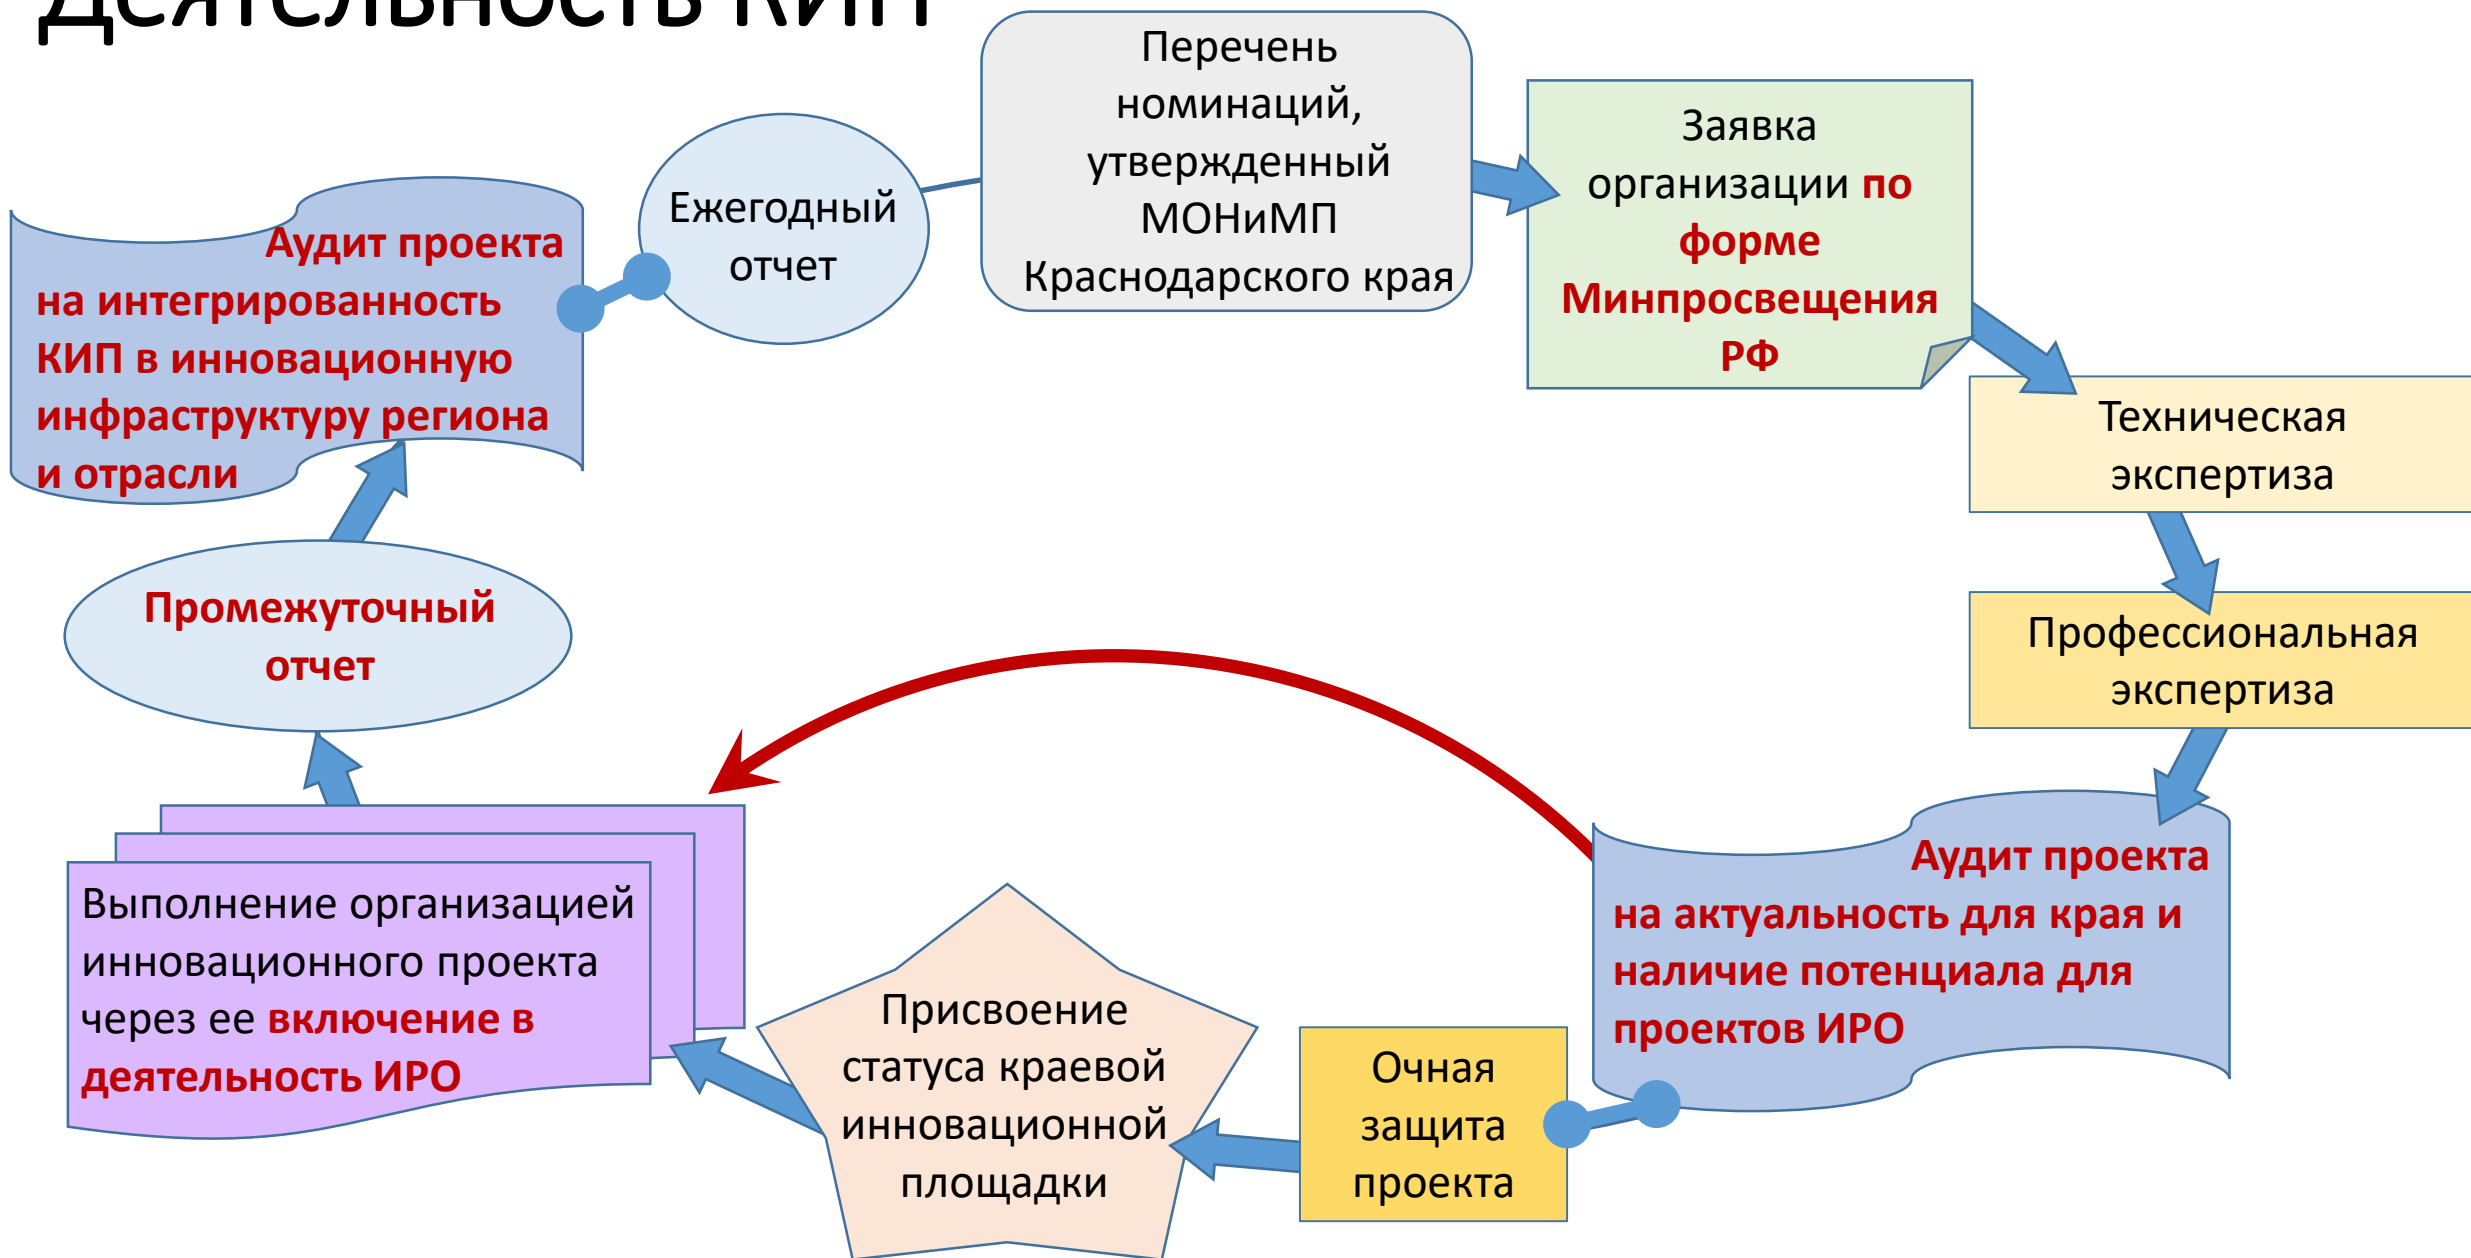 Деятельность КИП
Перечень
номинаций,
утвержденный
МОНиМП
Краснодарского края
Заявка
организации по
форме
Минпросвещения
РФ
Техническая
экспертиза
Профессиональная
экспертиза
Аудит проекта
на актуальность для края и
наличие потенциала для
проектов ИРО
Очная
защита
проекта
Присвоение
статуса краевой
инновационной
площадки
Выполнение организацией
инновационного проекта
через ее включение в
деятельность ИРО
Промежуточный
отчет
Аудит проекта
на интегрированность
КИП в инновационную
инфраструктуру региона
и отрасли
Ежегодный
отчет